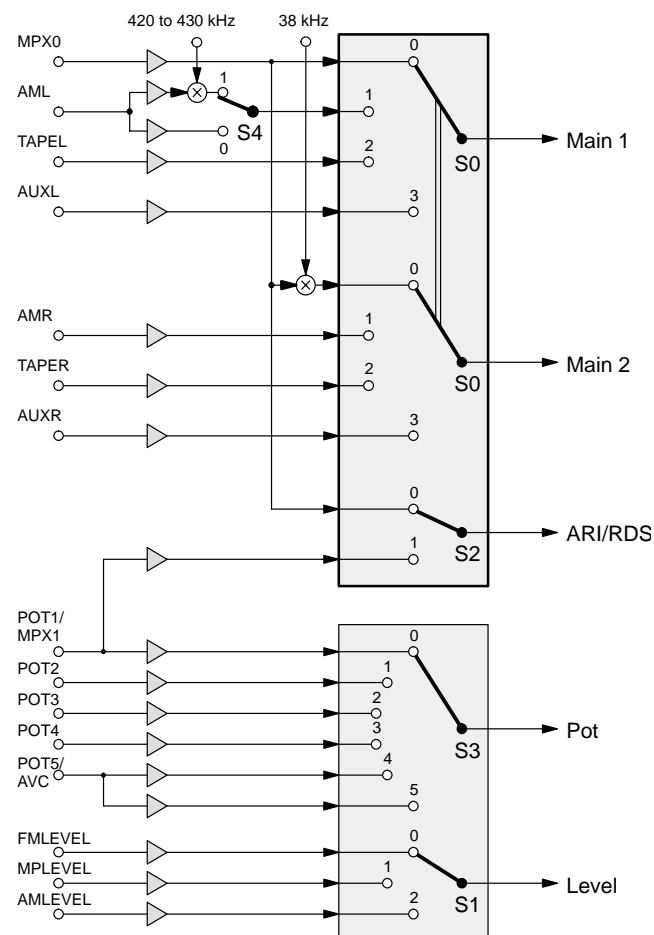 420 to 430 kHz 38 kHz
MPX0 0
AML 1 1
S4
0
TAPEL 2 S0 Main 1
AUXL 3
0
AMR 1
TAPER 2 S0 Main 2
AUXR 3
0
S2 ARI/RDS
1
POT1/
MPX1 0
POT2 1
POT3 2
POT4 3 S3 Pot
POT5/
AVC 4
5
FMLEVEL 0
MPLEVEL 1
S1 Level
AMLEVEL 2